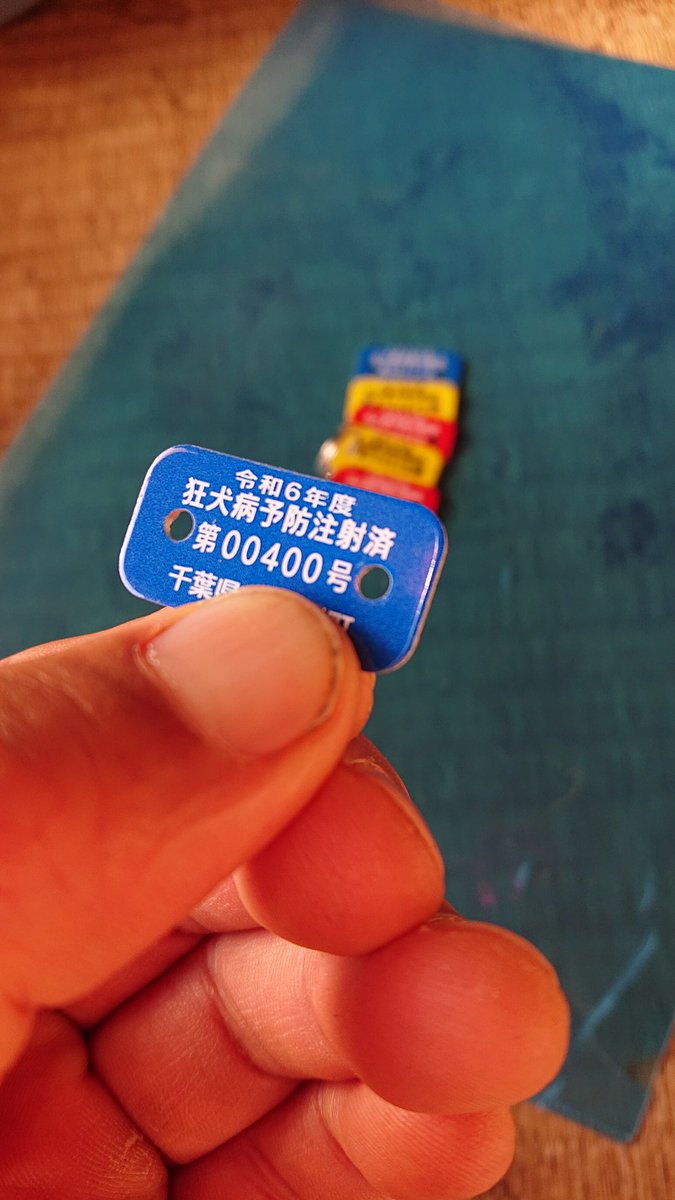 令和6年度
狂犬病予防注射済
第00400号
千葉県